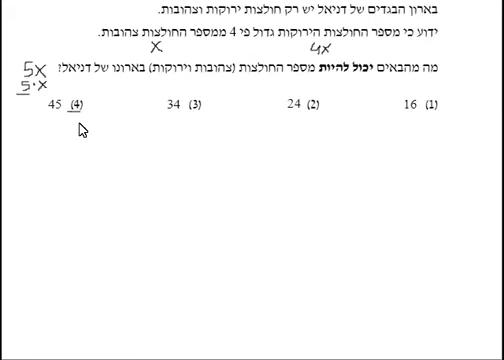 בארון הבגדים של דניאל יש רק חולצות ירוקות וצהובות.
ידוע כי מספר החולצות הירוקות גדול פי 4 ממספר החולצות צהובות.
4x x
מה מהבאים יכול להיות מספר החולצות (צהובות וירוקות) בארונו של דניאל?
5x
5·x
(1) 16 (2) 24 (3) 34 (4) 45